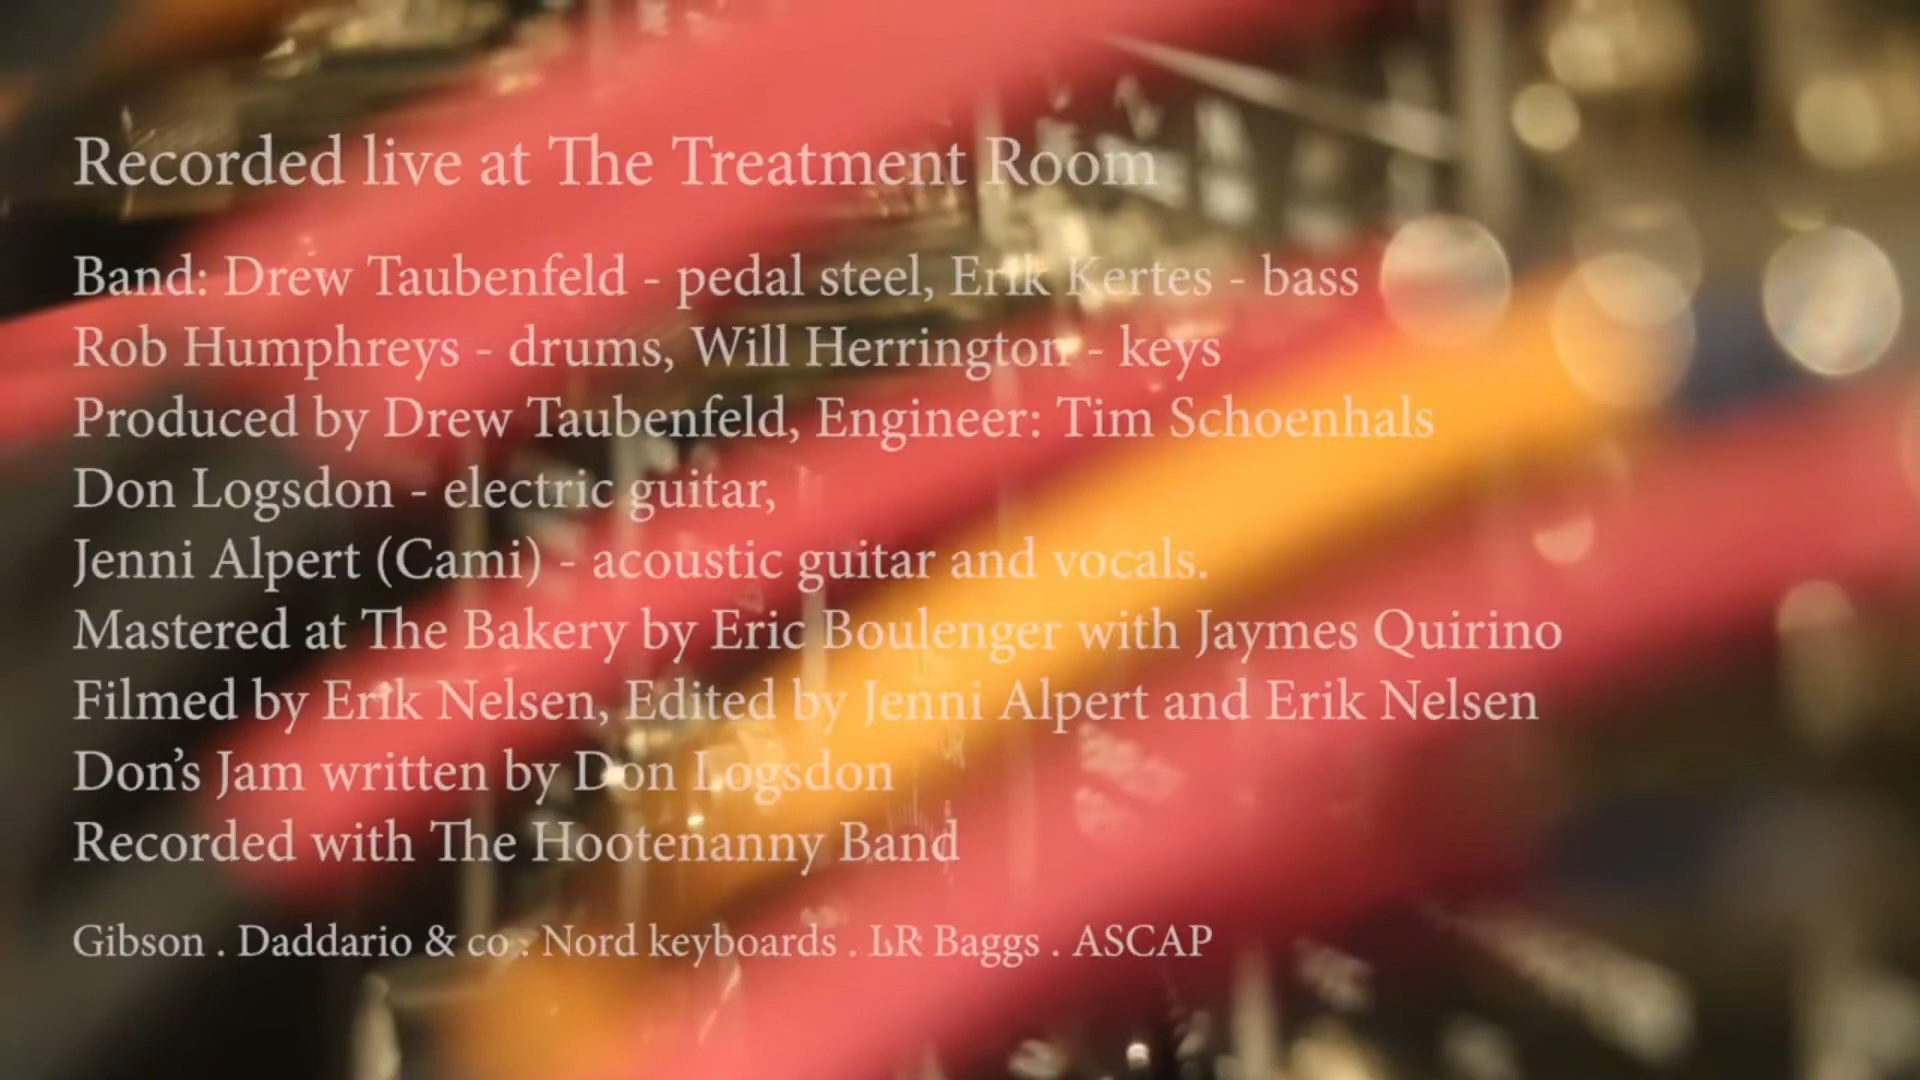 Recorded live at The Treatment Room
Band: Drew Taubenfeld - pedal steel, Erik Kertes - bass
Rob Humphreys - drums, Will Herrington - keys
Produced by Drew Taubenfeld, Engineer: Tim Schoenhals
Don Logsdon - electric guitar,
Jenni Alpert (Cami) - acoustic guitar and vocals.
Mastered at The Bakery by Eric Boulenger with Jaymes Quirino
Filmed by Erik Nelsen, Edited by Jenni Alpert and Erik Nelsen
Don’s Jam written by Don Logsdon
Recorded with The Hootenanny Band
Gibson . Daddario & co . Nord keyboards . LR Baggs . ASCAP